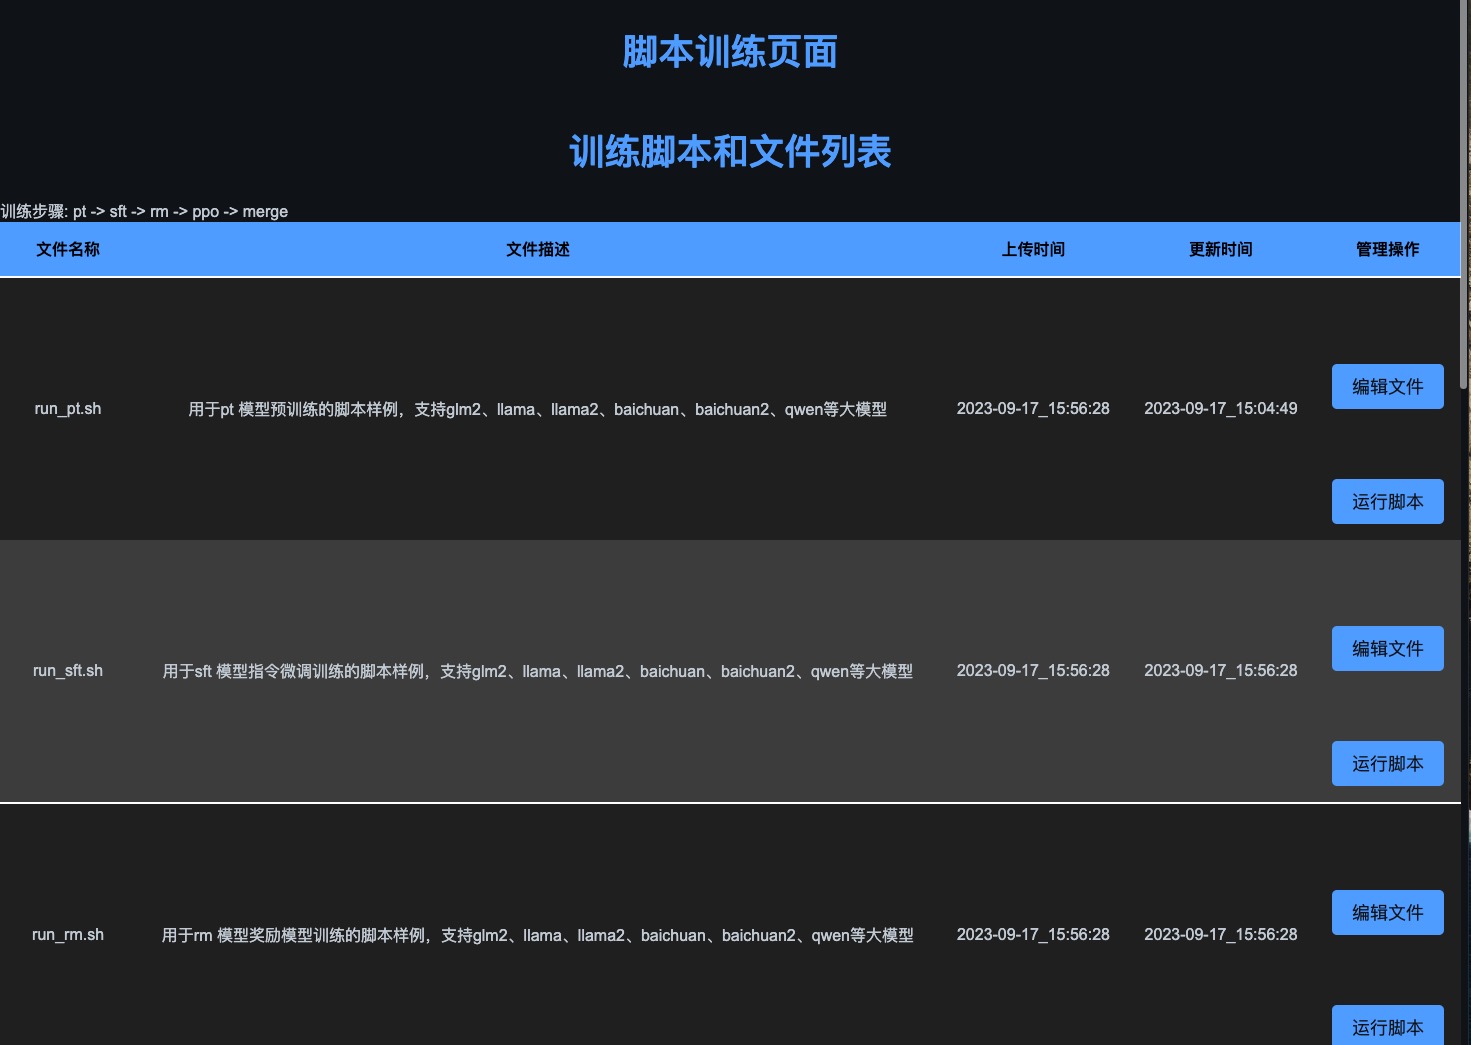 脚本训练页面
训练脚本和文件列表
训练步骤: pt -> sft -> rm -> ppo -> merge
文件名称 文件描述 上传时间 更新时间 管理操作
编辑文件
run_pt.sh 用于pt 模型预训练的脚本样例，支持glm2、llama、llama2、baichuan、baichuan2、qwen等大模型 2023-09-17_15:56:28 2023-09-17_15:04:49
运行脚本
编辑文件
run_sft.sh 用于sft 模型指令微调训练的脚本样例，支持glm2、llama、llama2、baichuan、baichuan2、qwen等大模型 2023-09-17_15:56:28 2023-09-17_15:56:28
运行脚本
编辑文件
run_rm.sh 用于rm 模型奖励模型训练的脚本样例，支持glm2、llama、llama2、baichuan、baichuan2、qwen等大模型 2023-09-17_15:56:28 2023-09-17_15:56:28
运行脚本